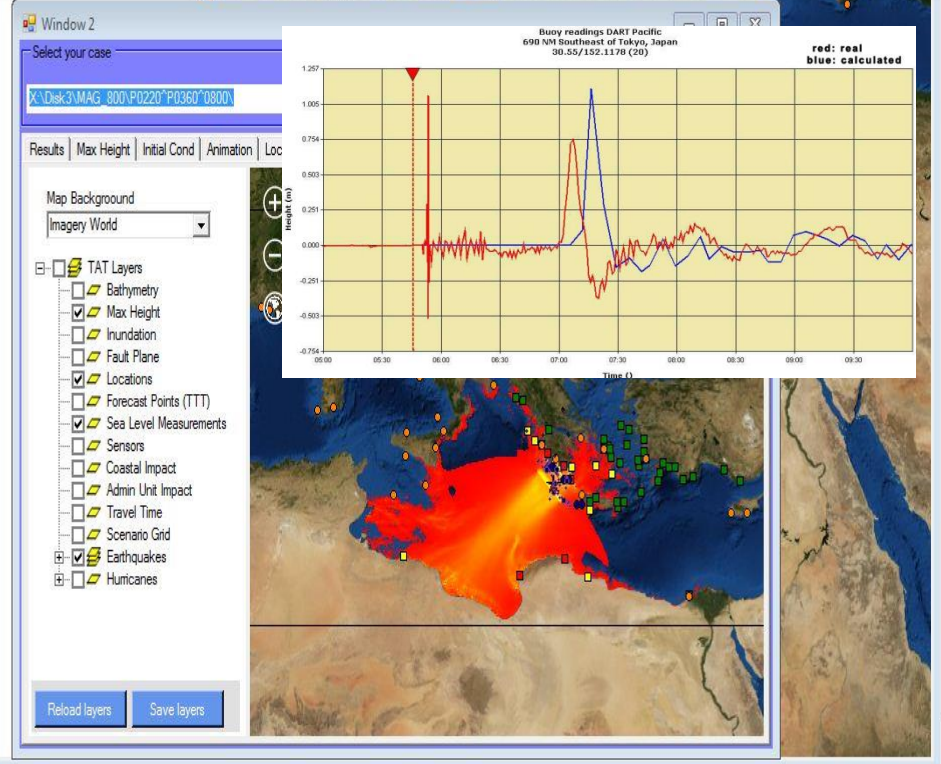 Window 2
Select your case
X:\Disk3\MAG_800\P0220^P0360^0800\
Results
Max Height
Initial Cond
Animation
Loc
Map Background
Imagery World
TAT Layers
Bathymetry
Max Height
Inundation
Fault Plane
Locations
Forecast Points (TTT)
Sea Level Measurements
Sensors
Coastal Impact
Admin Unit Impact
Travel Time
Scenario Grid
Earthquakes
Hurricanes
Reload layers
Save layers
Buoy readings DART Pacific
690 NM Southeast of Tokyo, Japan
30.55/152.1178 (20)
red: real
blue: calculated
Height (m)
1.257
1.005
0.754
0.503
0.251
0.000
-0.251
-0.503
-0.754
05:00 05:30 06:00 06:30 07:00 07:30 08:00 08:30 09:00 09:30
Time ()